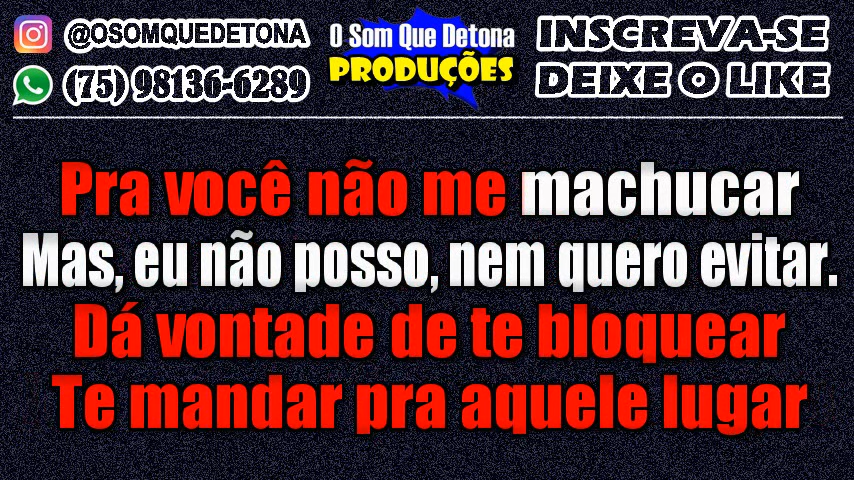 @OSOMQUEDETONA
(75) 98136-6289
O Som Que Detona
PRODUÇÕES
INSCREVA-SE
DEIXE O LIKE
Pra você não me machucar
Mas, eu não posso, nem quero evitar.
Dá vontade de te bloquear
Te mandar pra aquele lugar